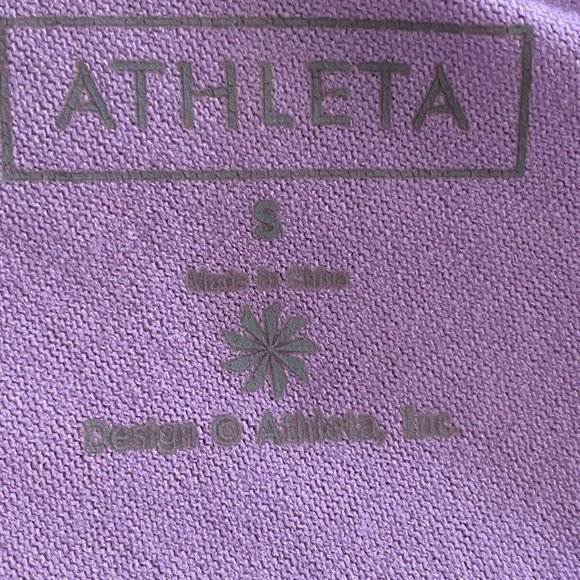 ATHLETA
S
Made in China
Design © Athleta, Inc.